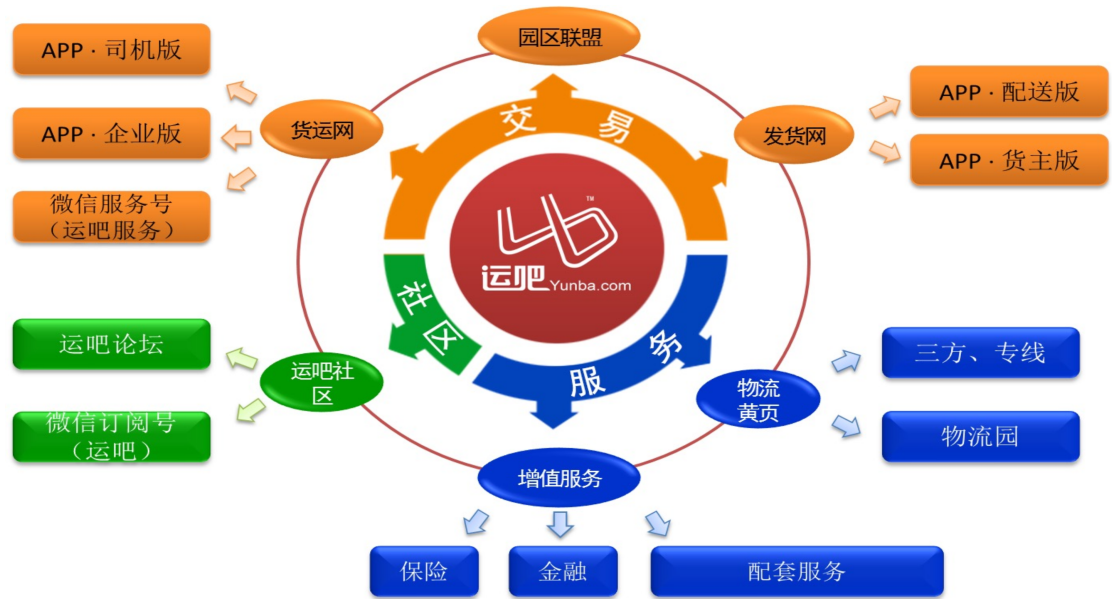 园区联盟
APP · 司机版
APP · 企业版
微信服务号
（运吧服务）
货运网
交易
发货网
APP · 配送版
APP · 货主版
TM
运吧 Yunba.com
社区
服务
运吧论坛
微信订阅号
（运吧）
运吧社
区
物流
黄页
三方、专线
物流园
增值服务
保险
金融
配套服务